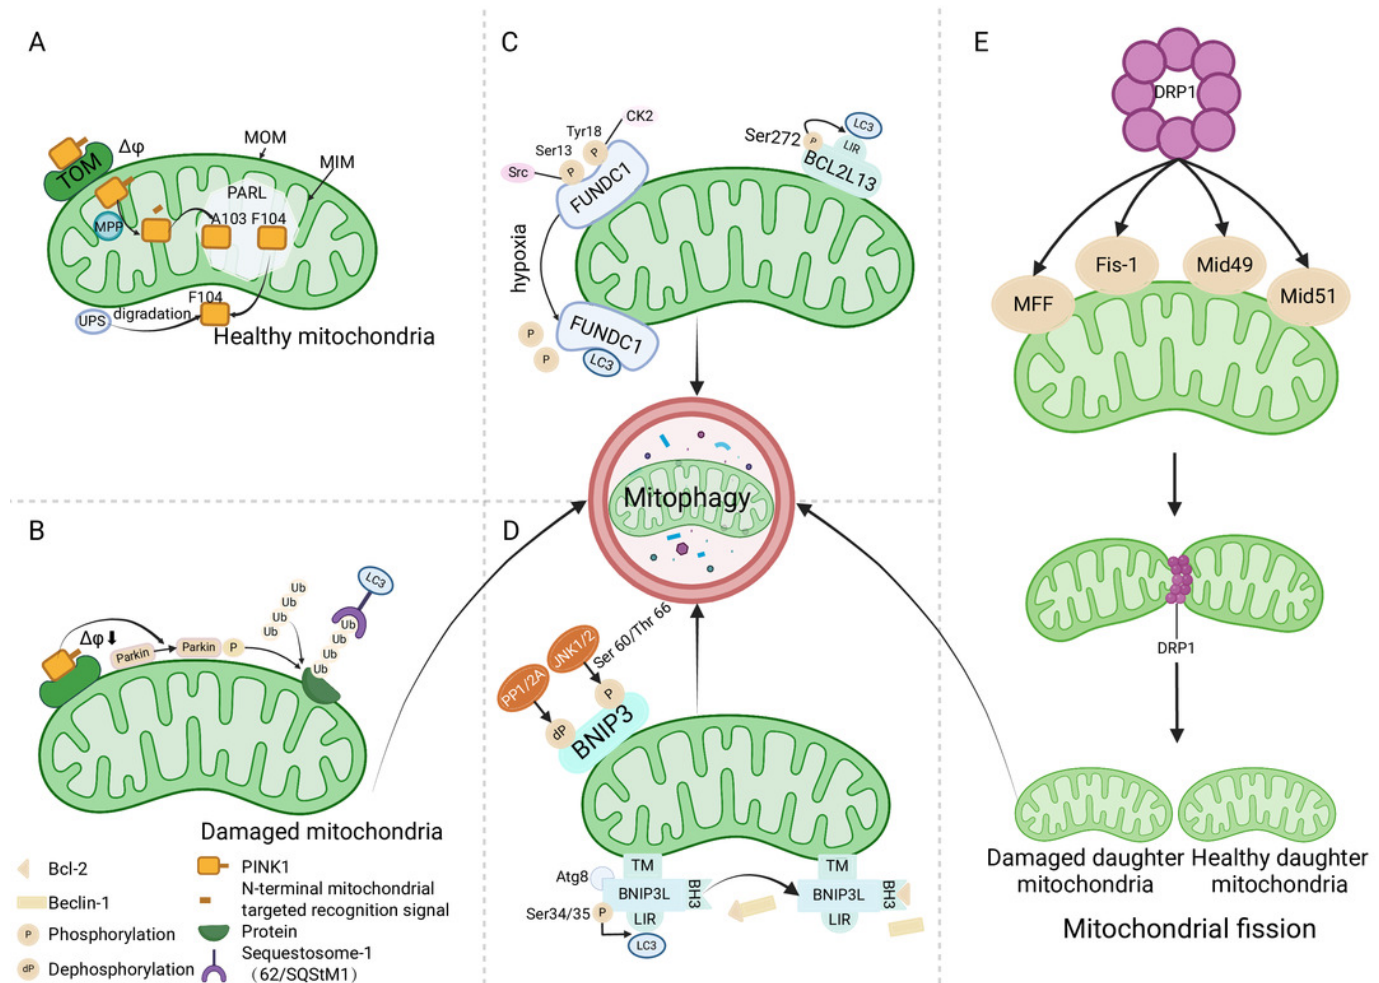 A
Δφ
MOM
MIM
TOM
PARL
MPP
A103 F104
F104
degradation
UPS
Healthy mitochondria
B
Δφ
Parkin
Parkin
P
Ub
Ub
Ub
Ub
Ub
Ub
Ub
Ub
LC3
Damaged mitochondria
Bcl-2
Beclin-1
P
Phosphorylation
dP
Dephosphorylation
PINK1
N-terminal mitochondrial
targeted recognition signal
Protein
Sequestosome-1
(62/SQStM1)
C
CK2
Tyr18
Ser13
P
P
Src
FUNDC1
hypoxia
FUNDC1
P
P
LC3
Ser272
P
LC3
LIR
BCL2L13
Mitophagy
D
Ser 60/Thr 66
JNK1/2
PP1/2A
P
dP
BNIP3
TM
Atg8
BNIP3L
BH3
Ser34/35
P
LIR
LC3
TM
BNIP3L
BH3
LIR
E
DRP1
MFF
Fis-1
Mid49
Mid51
DRP1
Damaged daughter
mitochondria
Healthy daughter
mitochondria
Mitochondrial fission